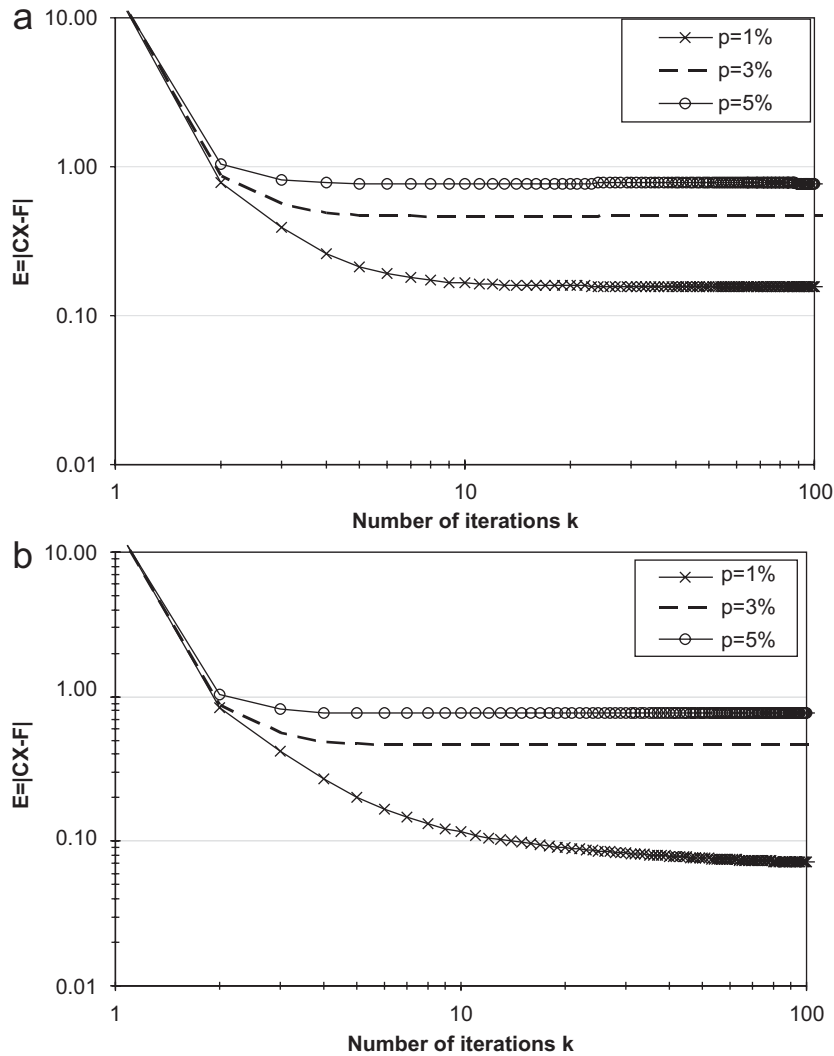 a
10.00
1.00
0.10
0.01
E=|CX-F|
p=1%
p=3%
p=5%
1
10
100
Number of iterations k
b
10.00
1.00
0.10
0.01
E=|CX-F|
p=1%
p=3%
p=5%
1
10
100
Number of iterations k